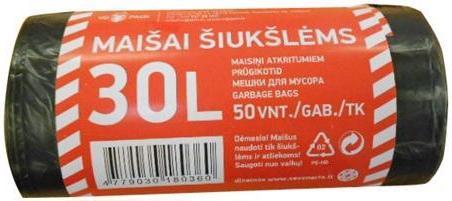 PACK
MAIŠAI ŠIUKŠLĖMS
30L
MAISIŅI ATKRITUMIEM
PRÜGIKOTID
МЕШКИ ДЛЯ МУСОРА
GARBAGE BAGS
50 VNT./GAB./TK
Dėmesio! Maišus
naudoti tik šiukš-
lėms ir atliekoms!
Saugoti nuo vaikų!
02
PE-HD
4779030180360